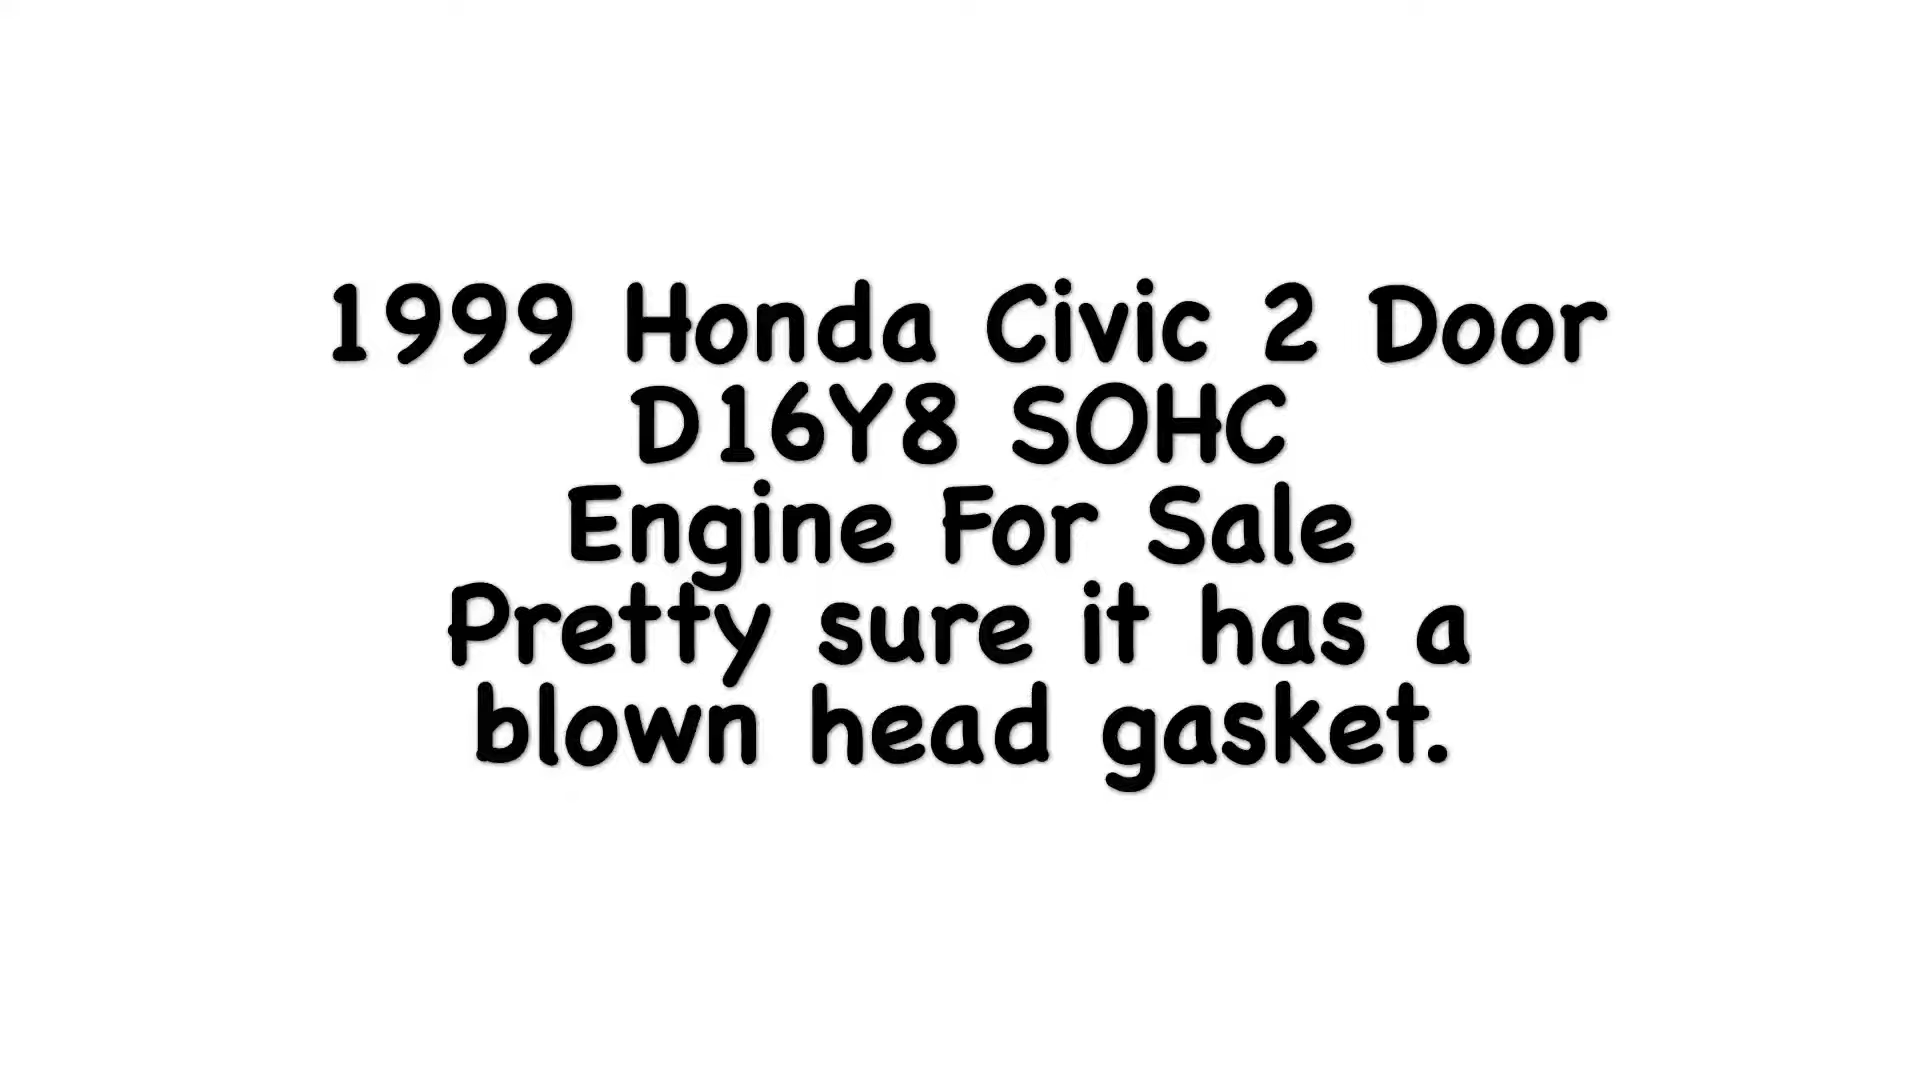 1999 Honda Civic 2 Door
D16Y8 SOHC
Engine For Sale
Pretty sure it has a
blown head gasket.